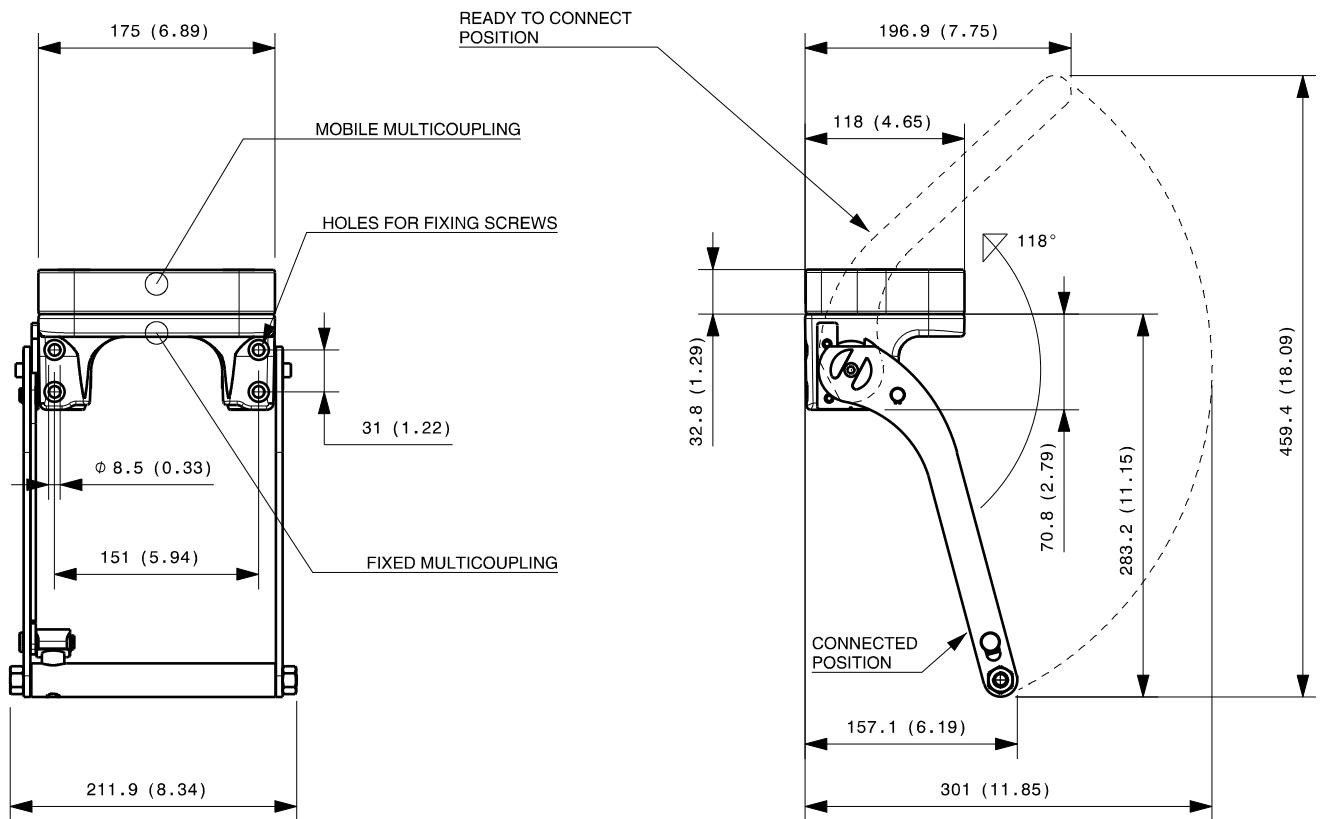 175 (6.89)
READY TO CONNECT
POSITION
196.9 (7.75)
MOBILE MULTICOUPLING
118 (4.65)
HOLES FOR FIXING SCREWS
118°
32.8 (1.29)
31 (1.22)
459.4 (18.09)
ϕ 8.5 (0.33)
70.8 (2.79)
283.2 (11.15)
151 (5.94)
FIXED MULTICOUPLING
CONNECTED
POSITION
157.1 (6.19)
211.9 (8.34)
301 (11.85)